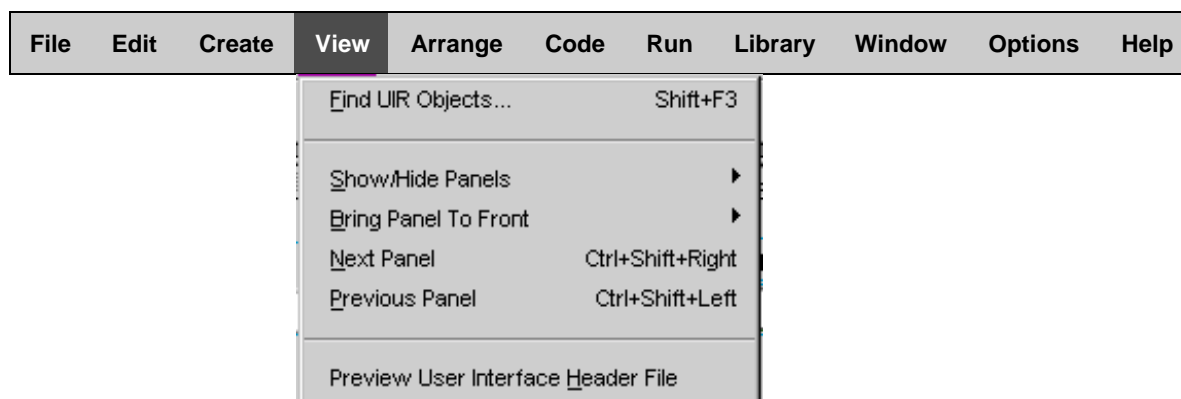 File Edit Create View Arrange Code Run Library Window Options Help
Find UIR Objects... Shift+F3
Show/Hide Panels
Bring Panel To Front
Next Panel Ctrl+Shift+Right
Previous Panel Ctrl+Shift+Left
Preview User Interface Header File